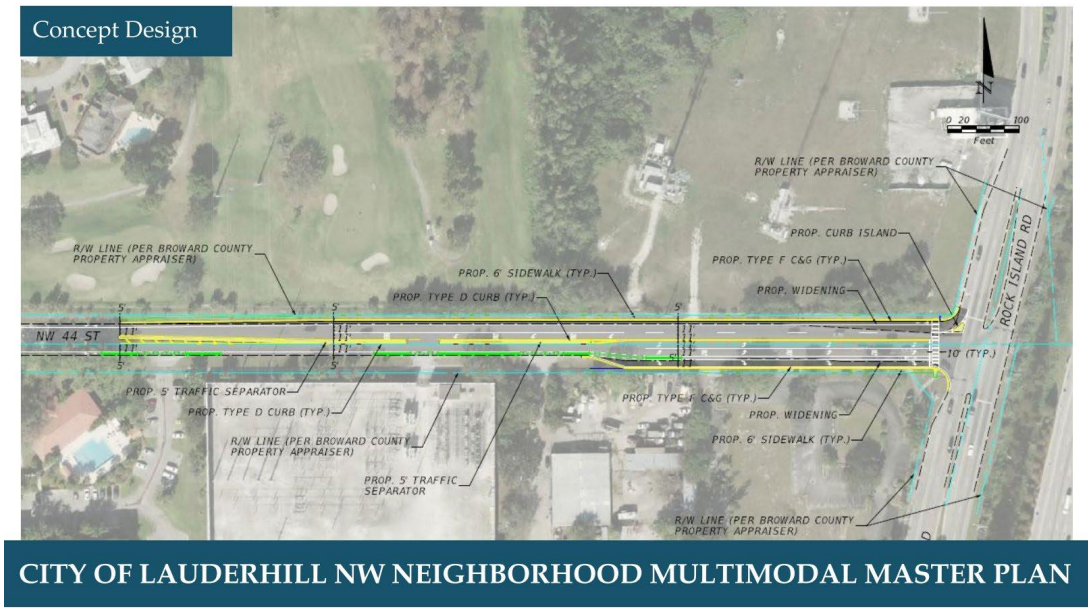 Concept Design
N
0 20 100
Feet
R/W LINE (PER BROWARD COUNTY
PROPERTY APPRAISER)
PROP. CURB ISLAND
ROCK ISLAND RD
R/W LINE (PER BROWARD COUNTY
PROPERTY APPRAISER)
PROP. TYPE F C&G (TYP.)
PROP. 6' SIDEWALK (TYP.)
PROP. TYPE D CURB (TYP.)
PROP. WIDENING
5'
5'
5'
NW 44 ST
11'
11'
11'
10' (TYP.)
5'
5'
5'
PROP. 5' TRAFFIC SEPARATOR
PROP. TYPE D CURB (TYP.)
PROP. TYPE F C&G (TYP.)
PROP. WIDENING
R/W LINE (PER BROWARD COUNTY
PROPERTY APPRAISER)
PROP. 6' SIDEWALK (TYP.)
PROP. 5' TRAFFIC
SEPARATOR
R/W LINE (PER BROWARD COUNTY
PROPERTY APPRAISER)
D
CITY OF LAUDERHILL NW NEIGHBORHOOD MULTIMODAL MASTER PLAN